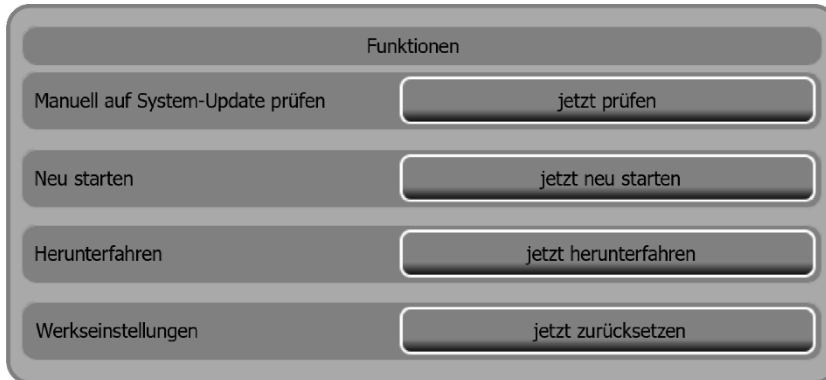 Funktionen
Manuell auf System-Update prüfen jetzt prüfen
Neu starten jetzt neu starten
Herunterfahren jetzt herunterfahren
Werkseinstellungen jetzt zurücksetzen